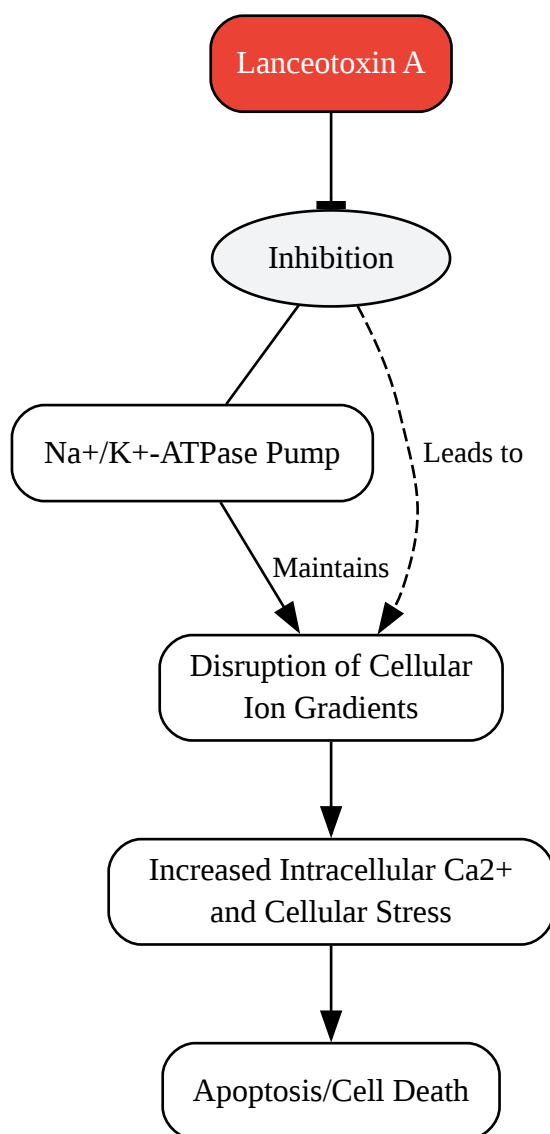 Lanceotoxin A
Inhibition
Na+/K+-ATPase Pump
Leads to
Maintains
Disruption of Cellular
Ion Gradients
Increased Intracellular Ca2+
and Cellular Stress
Apoptosis/Cell Death